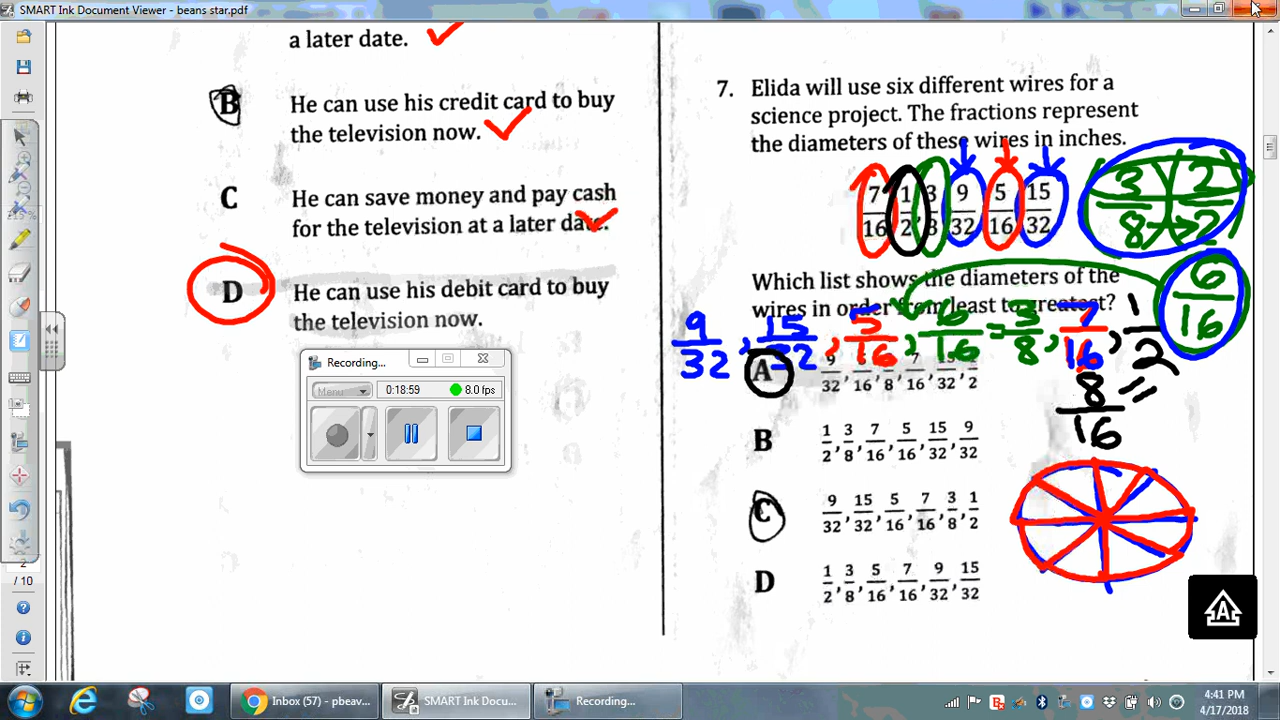 SMART Ink Document Viewer - beans star.pdf
a later date.
B He can use his credit card to buy
the television now.
C He can save money and pay cash
for the television at a later date.
D He can use his debit card to buy
the television now.
Recording...
Menu 0:18:59 8.0 fps
7. Elida will use six different wires for a
science project. The fractions represent
the diameters of these wires in inches.
7/16, 1/2, 3/8, 9/32, 5/16, 15/32
3/8 × 2/2
6/16
Which list shows the diameters of the
wires in order from least to greatest?
9/32, 15/32, 5/16, 6/16 = 3/8, 7/16, 1/2
8/16 =
A 9/32, 5/16, 3/8, 7/16, 15/32, 1/2
B 1/2, 3/8, 7/16, 5/16, 15/32, 9/32
C 9/32, 15/32, 5/16, 7/16, 3/8, 1/2
D 1/2, 3/8, 5/16, 7/16, 9/32, 15/32
2
/ 10
A
Inbox (57) - pbeav...
SMART Ink Docu...
Recording...
4:41 PM
4/17/2018